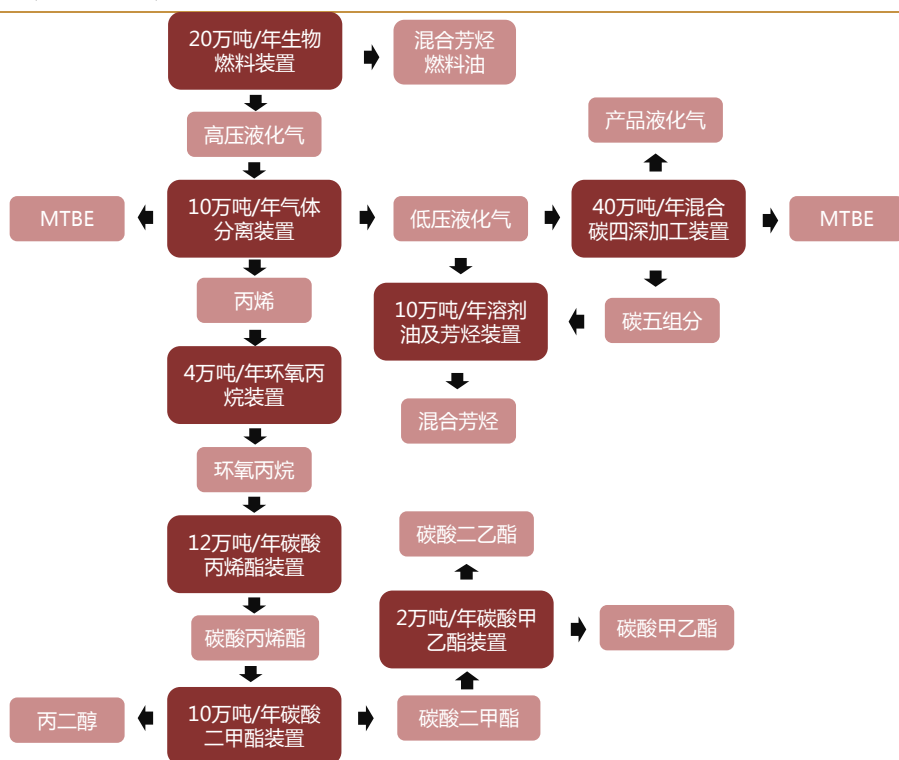 20万吨/年生物
燃料装置
混合芳烃
燃料油
高压液化气
产品液化气
MTBE
10万吨/年气体
分离装置
低压液化气
40万吨/年混合
碳四深加工装置
MTBE
丙烯
10万吨/年溶剂
油及芳烃装置
碳五组分
4万吨/年环氧丙
烷装置
混合芳烃
环氧丙烷
12万吨/年碳酸
丙烯酯装置
碳酸二乙酯
碳酸丙烯酯
2万吨/年碳酸甲
乙酯装置
碳酸甲乙酯
丙二醇
10万吨/年碳酸
二甲酯装置
碳酸二甲酯